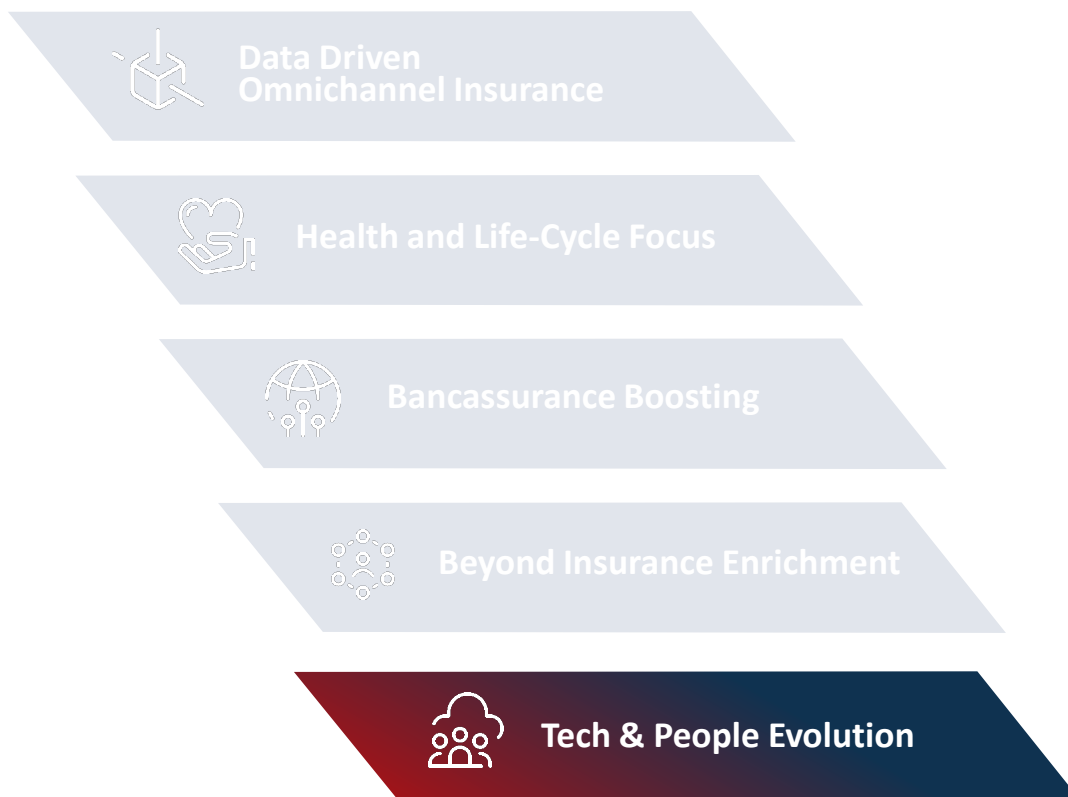 Data Driven
Omnichannel Insurance
Health and Life-Cycle Focus
Bancassurance Boosting
Beyond Insurance Enrichment
Tech & People Evolution